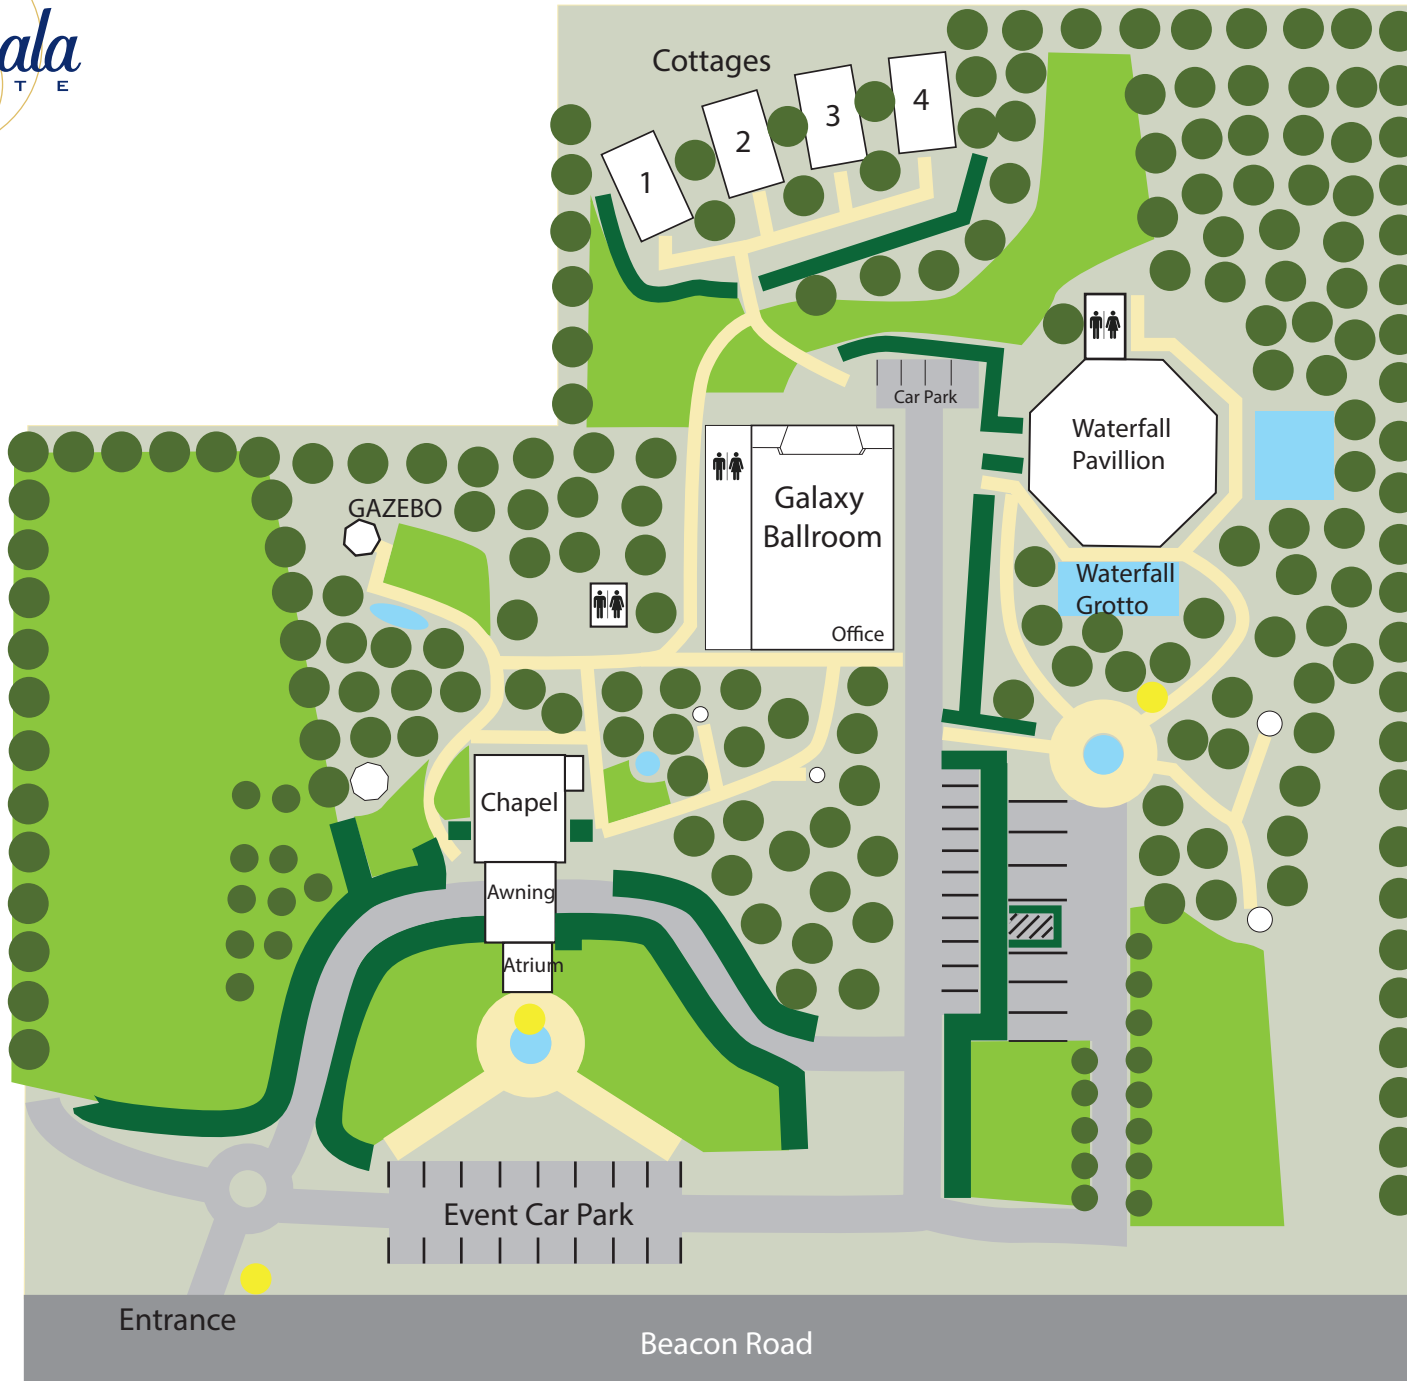 ala
T E
Cottages
1
2
3
4
Car Park
Waterfall
Pavillion
GAZEBO
Galaxy
Ballroom
Waterfall
Grotto
Office
Chapel
Awning
Atrium
Event Car Park
Entrance
Beacon Road